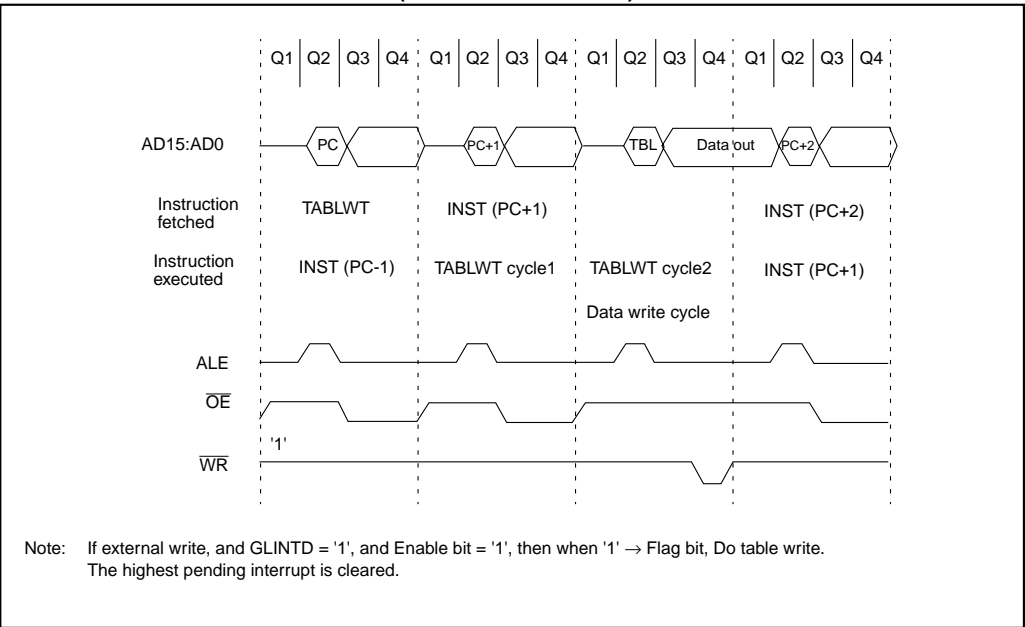 Q1 Q2 Q3 Q4 Q1 Q2 Q3 Q4 Q1 Q2 Q3 Q4 Q1 Q2 Q3 Q4
AD15:AD0 PC PC+1 TBL Data out PC+2
Instruction fetched TABLWT INST (PC+1) INST (PC+2)
Instruction executed INST (PC-1) TABLWT cycle1 TABLWT cycle2 INST (PC+1)
Data write cycle
ALE
OE
'1'
WR
Note: If external write, and GLINTD = '1', and Enable bit = '1', then when '1' → Flag bit, Do table write.
The highest pending interrupt is cleared.